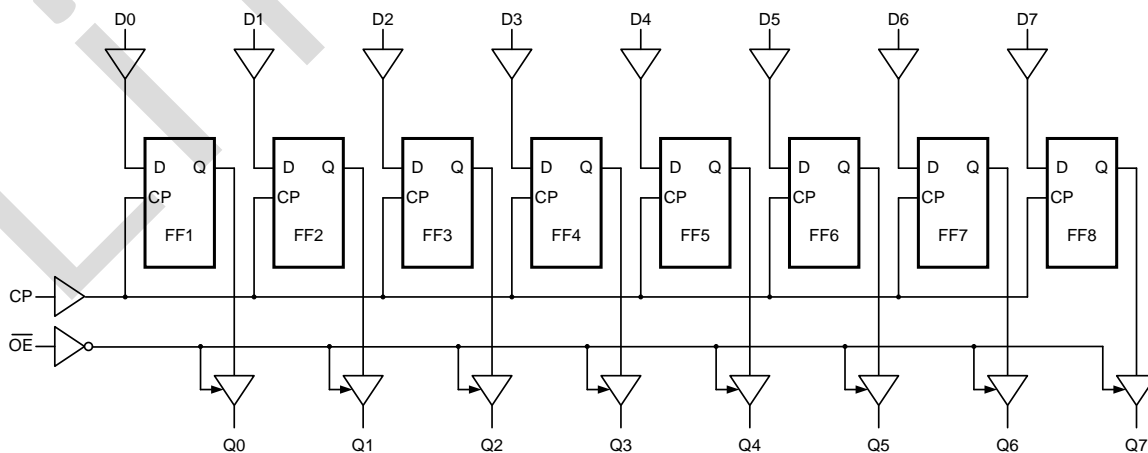 D0 D1 D2 D3 D4 D5 D6 D7
D Q D Q D Q D Q D Q D Q D Q D Q
CP CP CP CP CP CP CP CP
FF1 FF2 FF3 FF4 FF5 FF6 FF7 FF8
CP
O̅E̅
Q0 Q1 Q2 Q3 Q4 Q5 Q6 Q7